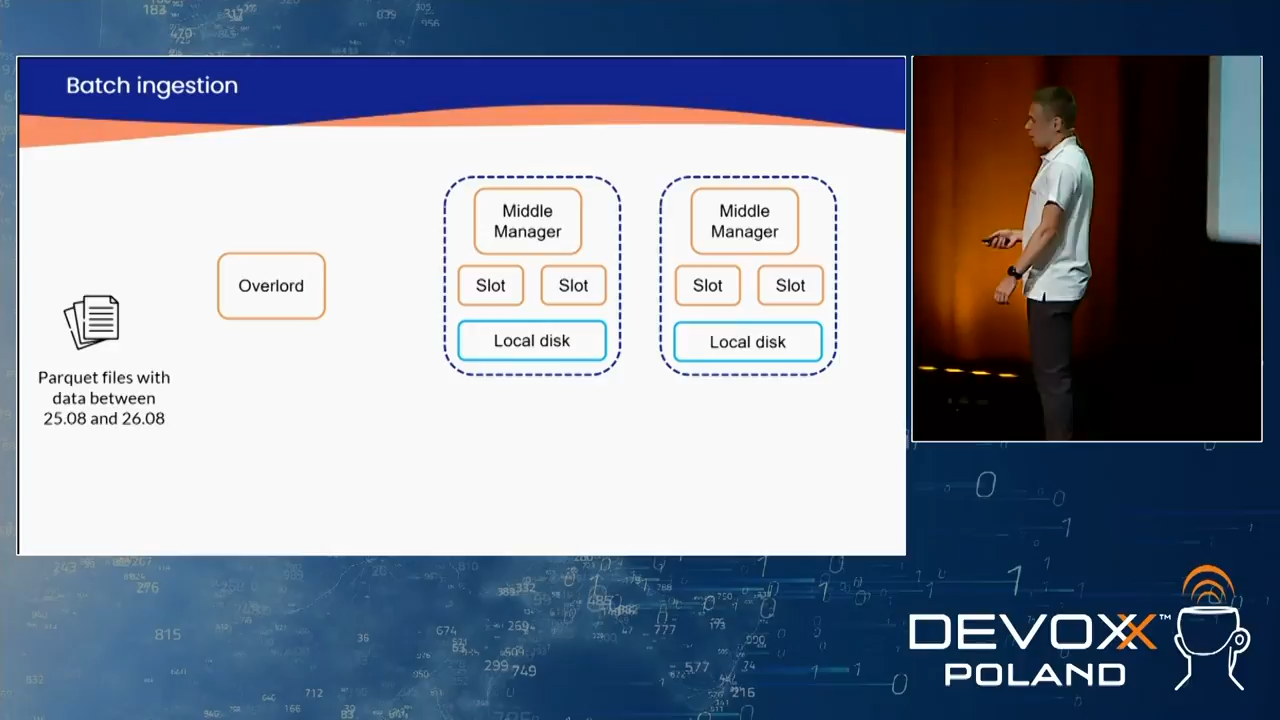 Batch ingestion
Middle
Manager
Middle
Manager
Overlord
Slot
Slot
Slot
Slot
Local disk
Local disk
Parquet files with
data between
25.08 and 26.08
DEVOXX™
POLAND